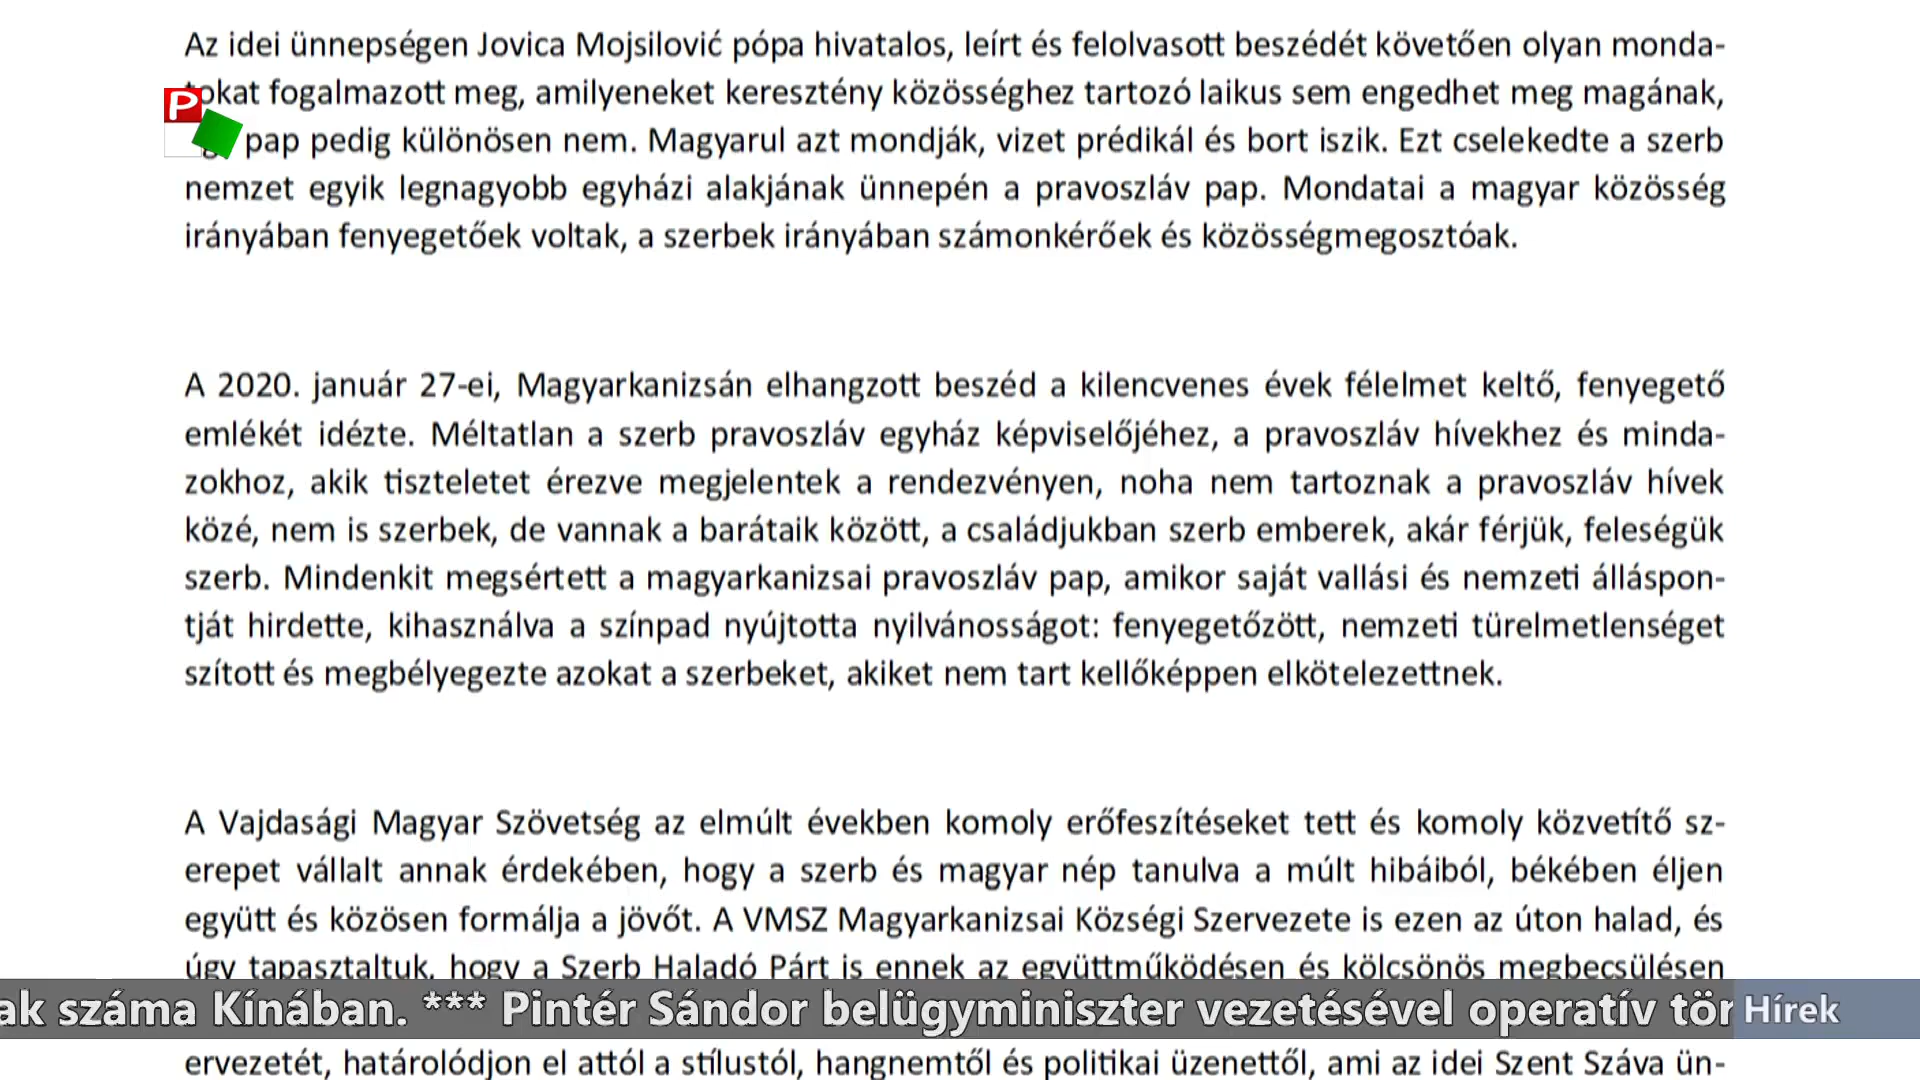 Az idei ünnepségen Jovica Mojsilović pópa hivatalos, leírt és felolvasott beszédét követően olyan monda-
P okat fogalmazott meg, amilyeneket keresztény közösséghez tartozó laikus sem engedhet meg magának,
pap pedig különösen nem. Magyarul azt mondják, vizet prédikál és bort iszik. Ezt cselekedte a szerb
nemzet egyik legnagyobb egyházi alakjának ünnepén a pravoszláv pap. Mondatai a magyar közösség
irányában fenyegetőek voltak, a szerbek irányában számonkérőek és közösségmegosztóak.
A 2020. január 27-ei, Magyarkanizsán elhangzott beszéd a kilencvenes évek félelmet keltő, fenyegető
emlékét idézte. Méltatlan a szerb pravoszláv egyház képviselőjéhez, a pravoszláv hívekhez és minda-
zokhoz, akik tiszteletet érezve megjelentek a rendezvényen, noha nem tartoznak a pravoszláv hívek
közé, nem is szerbek, de vannak a barátaik között, a családjukban szerb emberek, akár férjük, feleségük
szerb. Mindenkit megsértett a magyarkanizsai pravoszláv pap, amikor saját vallási és nemzeti álláspon-
tját hirdette, kihasználva a színpad nyújtotta nyilvánosságot: fenyegetőzött, nemzeti türelmetlenséget
szított és megbélyegezte azokat a szerbeket, akiket nem tart kellőképpen elkötelezettnek.
A Vajdasági Magyar Szövetség az elmúlt években komoly erőfeszítéseket tett és komoly közvetítő sz-
erepet vállalt annak érdekében, hogy a szerb és magyar nép tanulva a múlt hibáiból, békében éljen
együtt és közösen formálja a jövőt. A VMSZ Magyarkanizsai Községi Szervezete is ezen az úton halad, és
úgy tapasztaltuk, hogy a Szerb Haladó Párt is ennek az együttműködésen és kölcsönös megbecsülésen
ak száma Kínában. *** Pintér Sándor belügyminiszter vezetésével operatív tör Hírek
ervezetét, határolódjon el attól a stílustól, hangnemtől és politikai üzenettől, ami az idei Szent Száva ün-